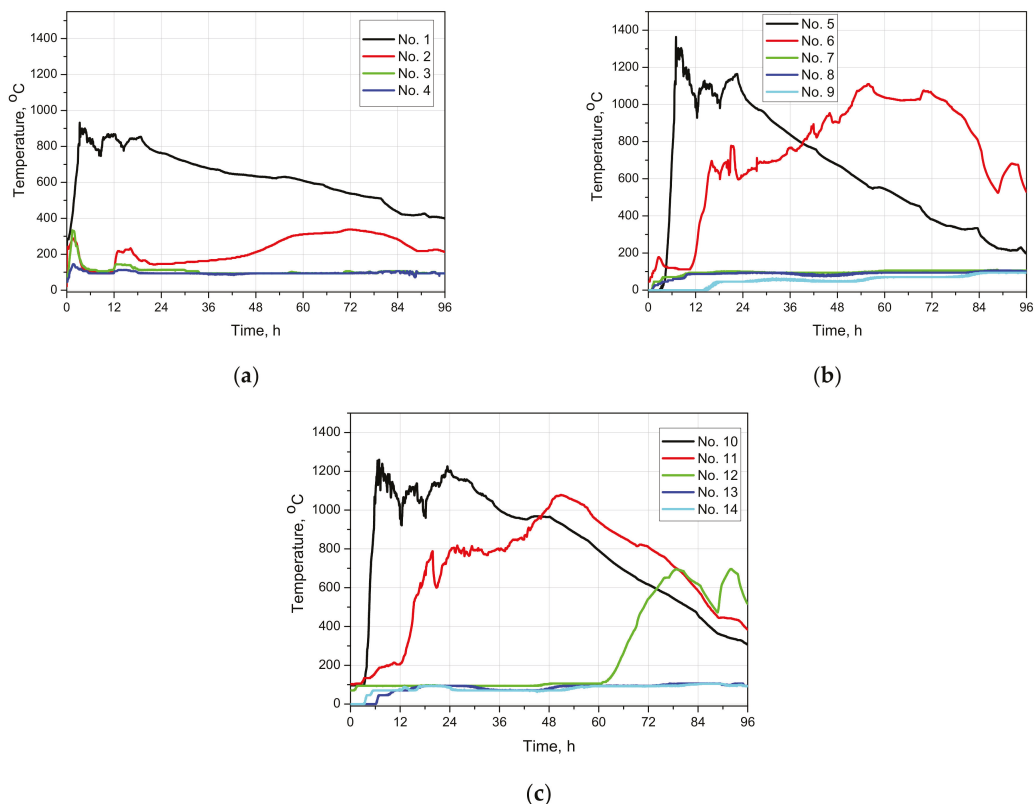 1400
1200
1000
800
600
400
200
0
Temperature, °C
No. 1
No. 2
No. 3
No. 4
0 12 24 36 48 60 72 84 96
Time, h
(a)
1400
1200
1000
800
600
400
200
0
Temperature, °C
No. 5
No. 6
No. 7
No. 8
No. 9
0 12 24 36 48 60 72 84 96
Time, h
(b)
1400
1200
1000
800
600
400
200
0
Temperature, °C
No. 10
No. 11
No. 12
No. 13
No. 14
0 12 24 36 48 60 72 84 96
Time, h
(c)